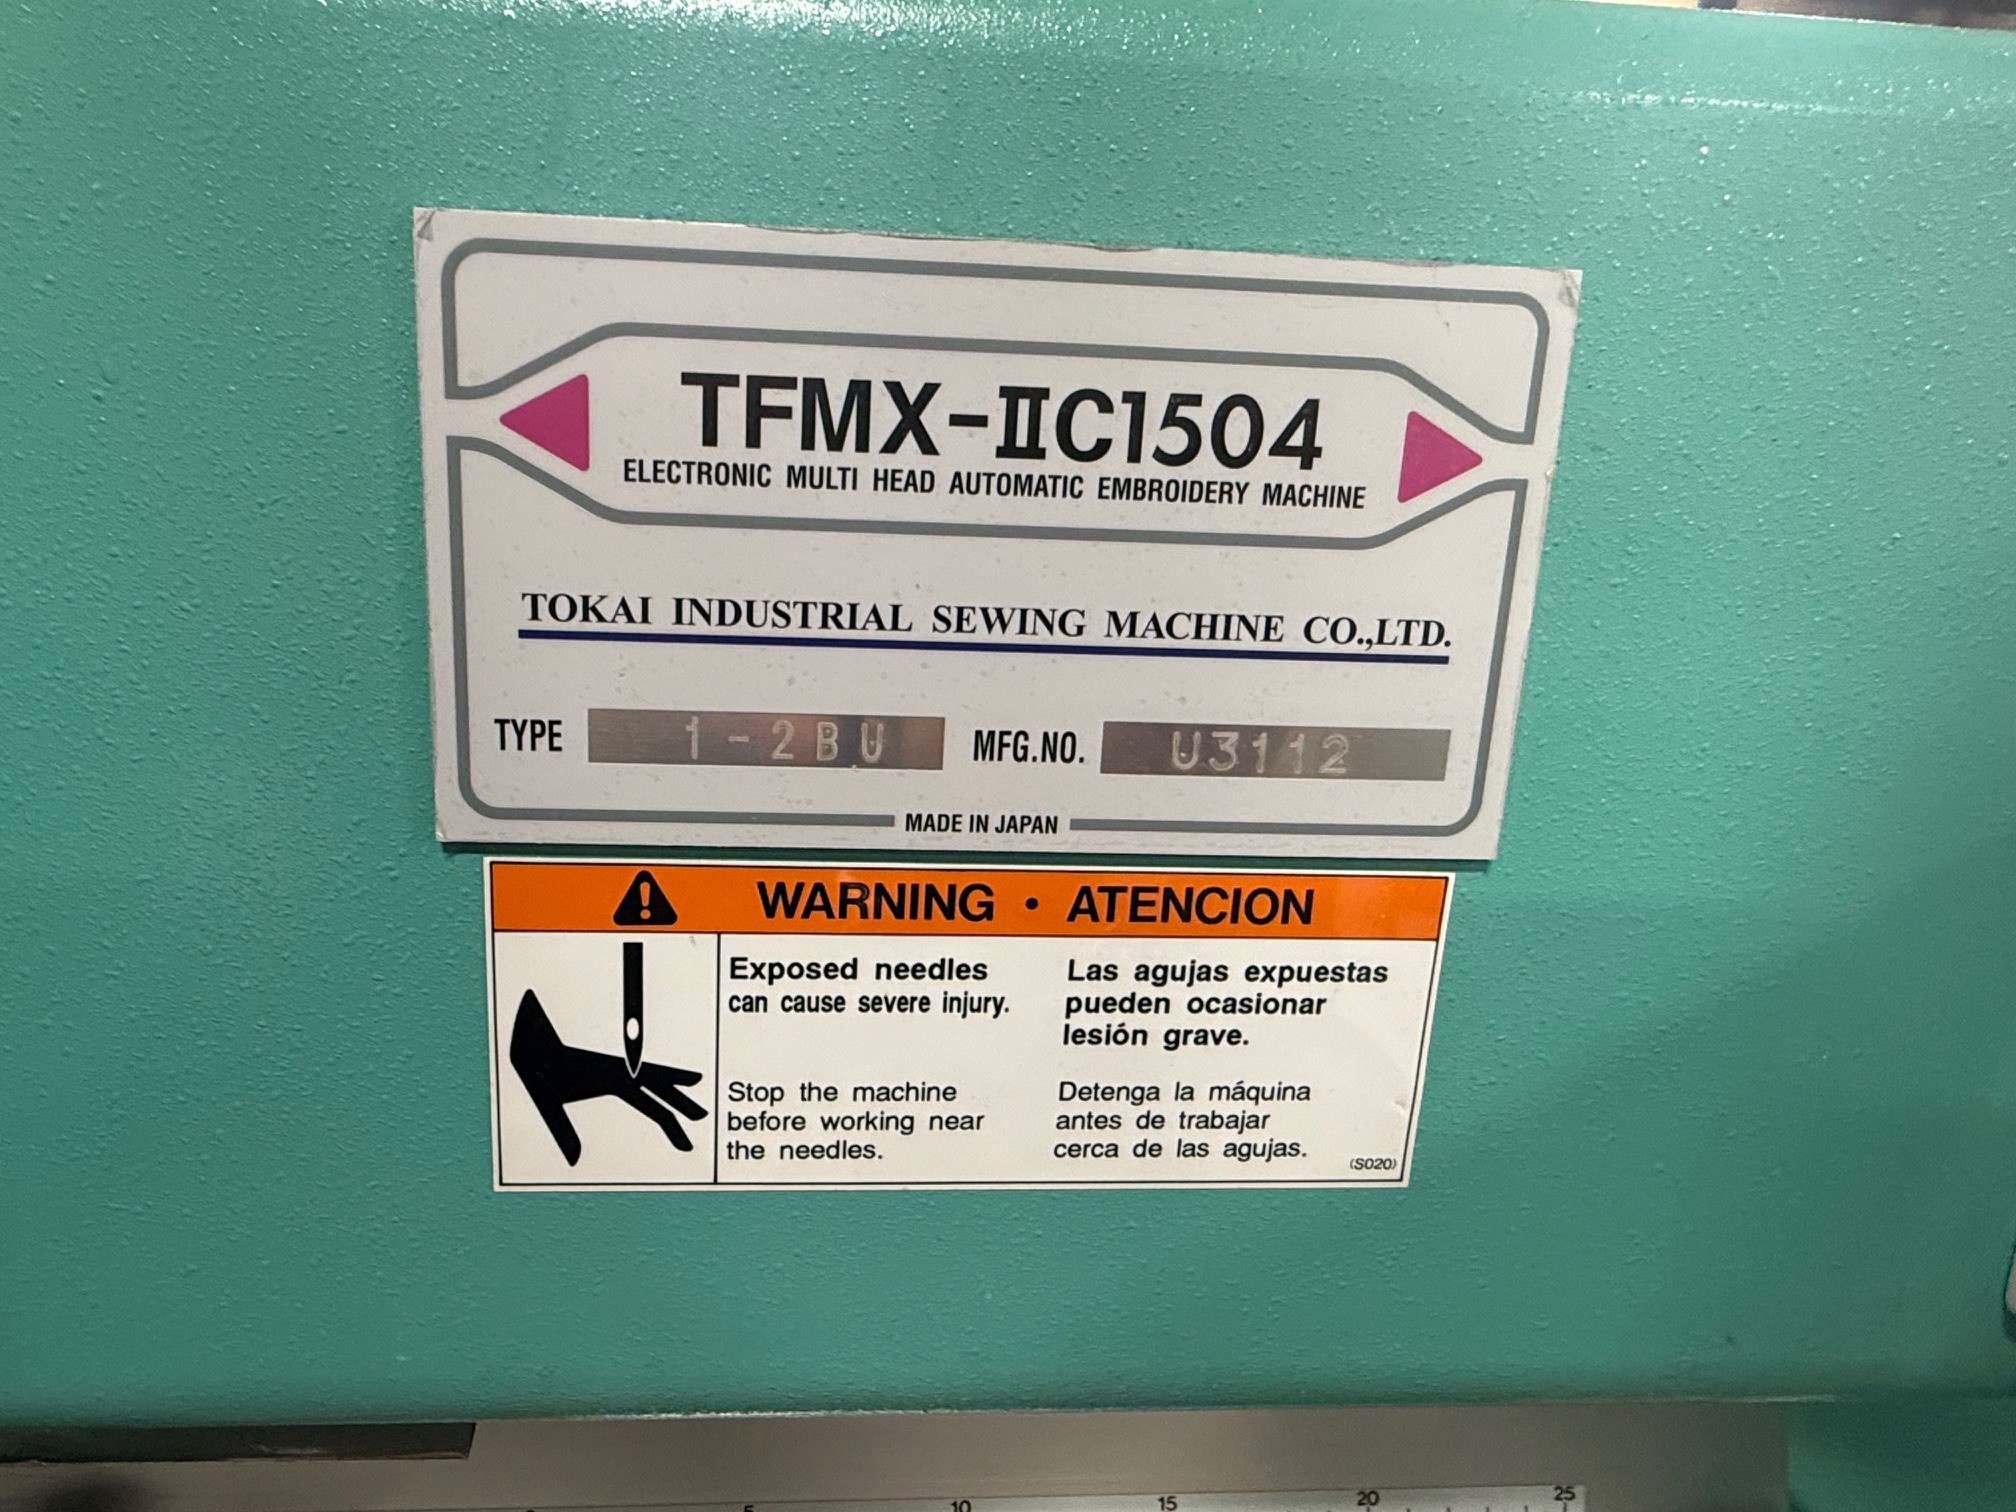 TFMX-IIC1504
ELECTRONIC MULTI HEAD AUTOMATIC EMBROIDERY MACHINE
TOKAI INDUSTRIAL SEWING MACHINE CO.,LTD.
TYPE 1-2BU MFG.NO. U3112
MADE IN JAPAN
WARNING • ATENCION
Exposed needles
can cause severe injury.
Stop the machine
before working near
the needles.
Las agujas expuestas
pueden ocasionar
lesión grave.
Detenga la máquina
antes de trabajar
cerca de las agujas.
(S020)
5 10 15 20 25